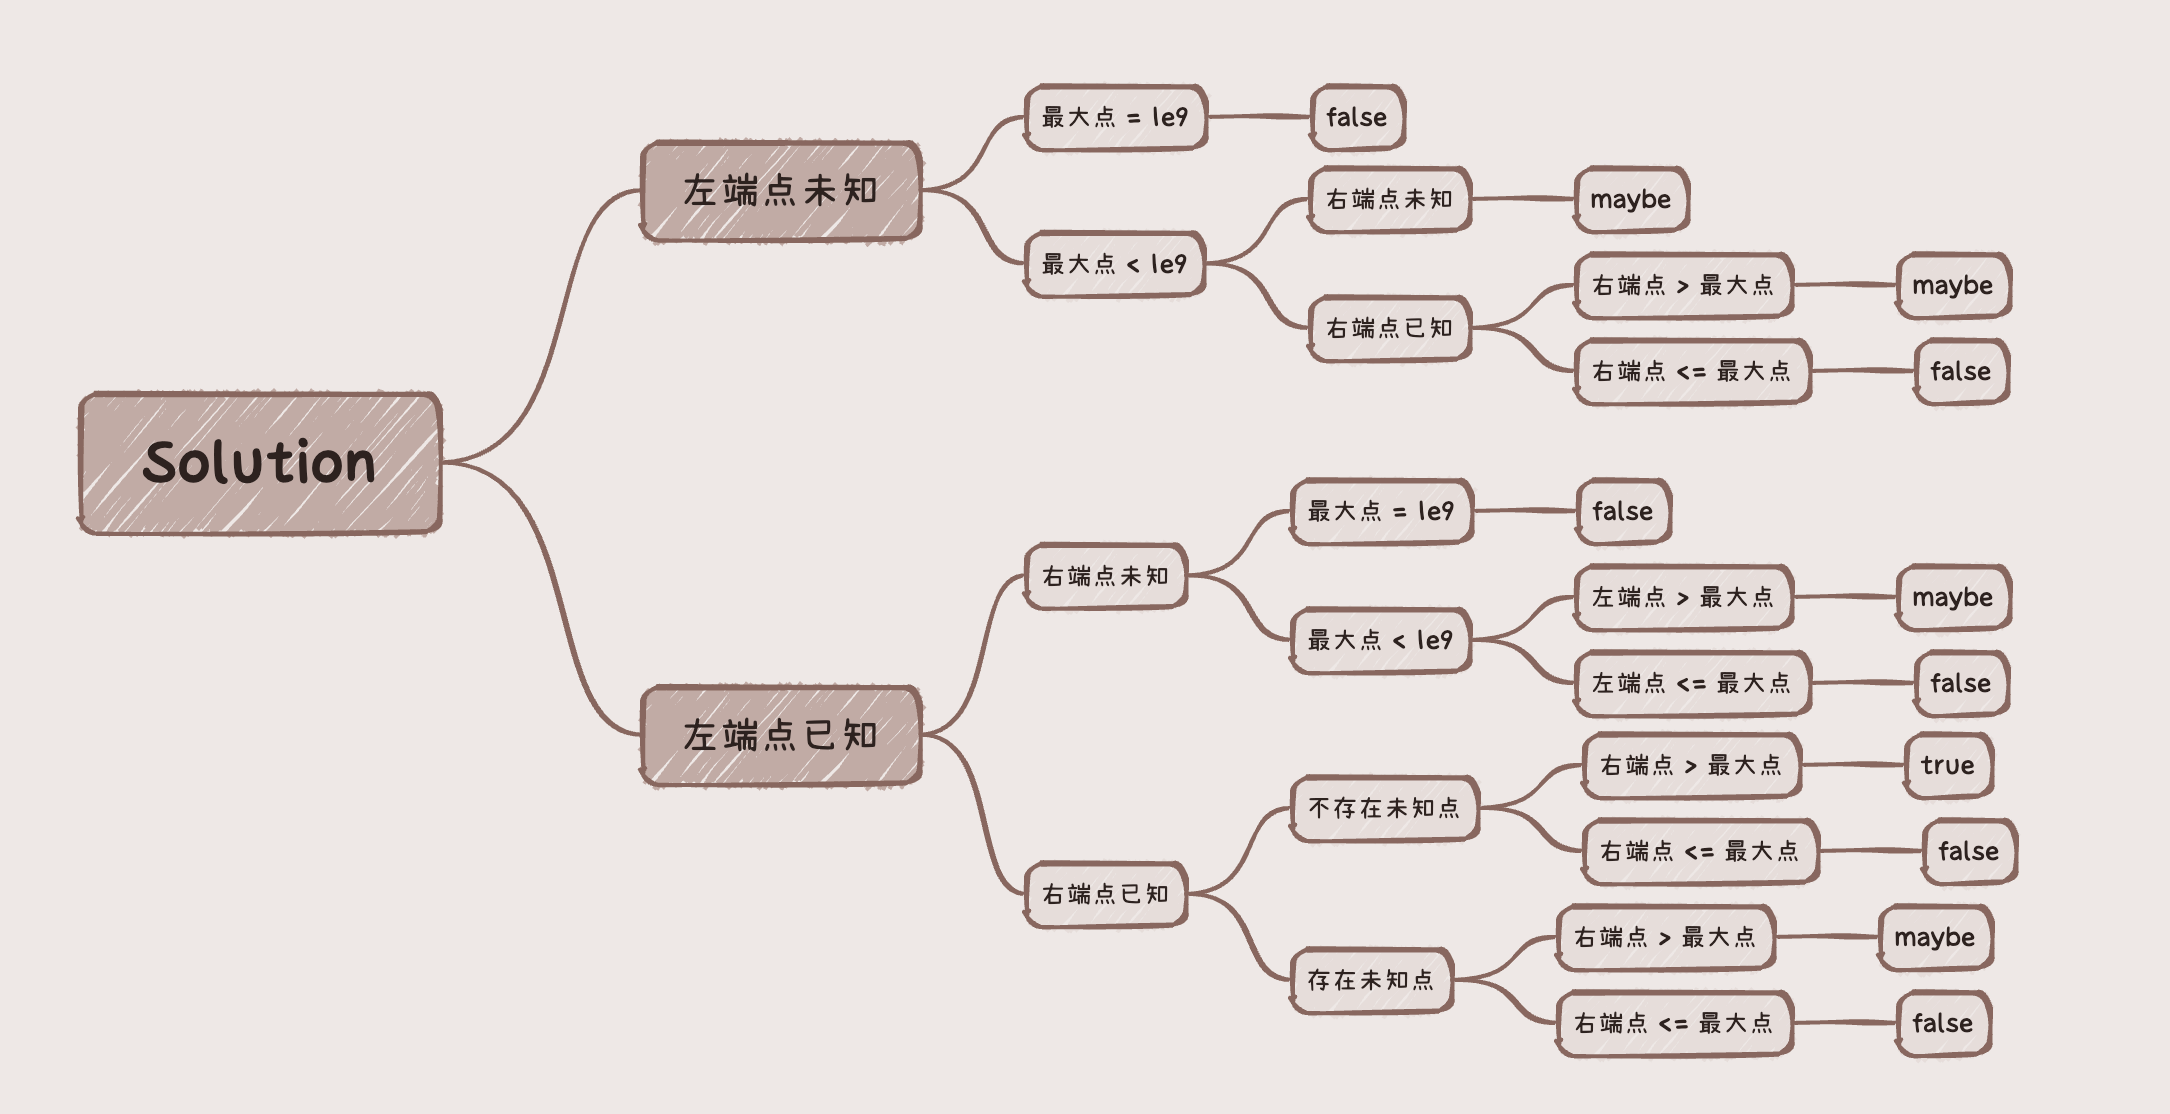 Solution
左端点未知
最大点 = 1e9
false
最大点 < 1e9
右端点未知
maybe
右端点已知
右端点 > 最大点
maybe
右端点 <= 最大点
false
左端点已知
右端点未知
最大点 = 1e9
false
最大点 < 1e9
左端点 > 最大点
maybe
左端点 <= 最大点
false
右端点已知
不存在未知点
右端点 > 最大点
true
右端点 <= 最大点
false
存在未知点
右端点 > 最大点
maybe
右端点 <= 最大点
false